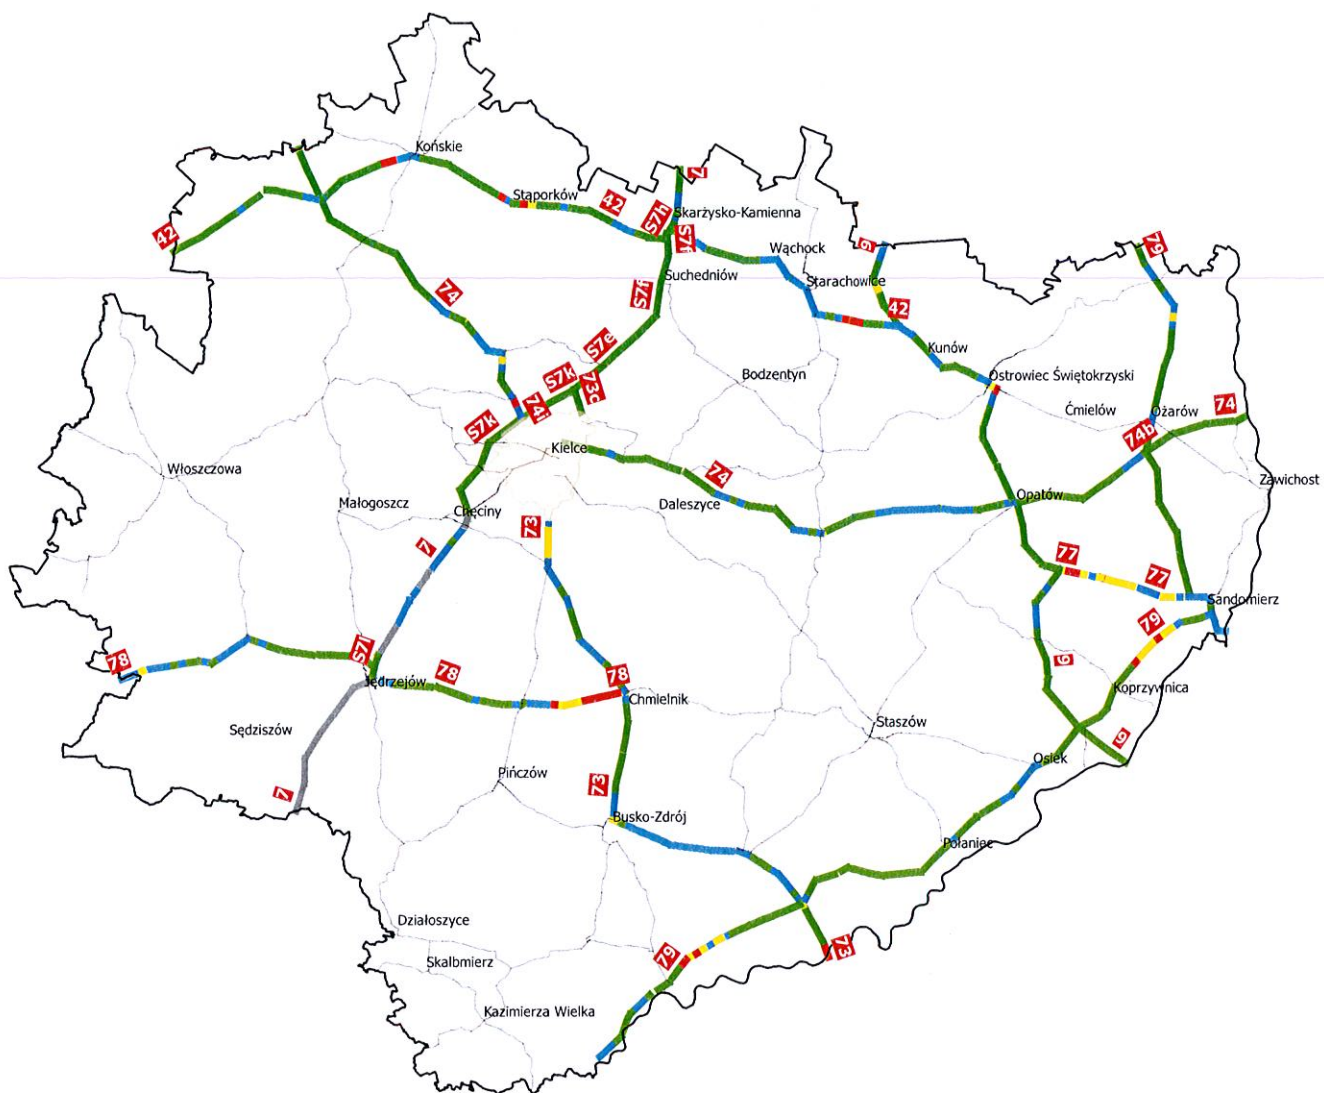 Końskie
7
Stąporków
42
S7h
Skarżysko-Kamienna
42
S7i
9
79
Wąchock
Suchedniów
Starachowice
74
S7h
42
S7e
Kunów
S7k
73c
Bodzentyn
Ostrowiec Świętokrzyski
74i
Ćmielów
Ożarów
74
S7k
74b
Kielce
Włoszczowa
74
Zawichost
Małogoszcz
Chęciny
Daleszyce
Opatów
73
7
77
77
Sandomierz
79
S7i
78
9
78
78
Jędrzejów
Koprzywnica
Chmielnik
Sędziszów
Staszów
9
Osiek
Pińczów
73
7
Busko-Zdrój
Połaniec
Działoszyce
79
73
Skalbmierz
Kazimierza Wielka